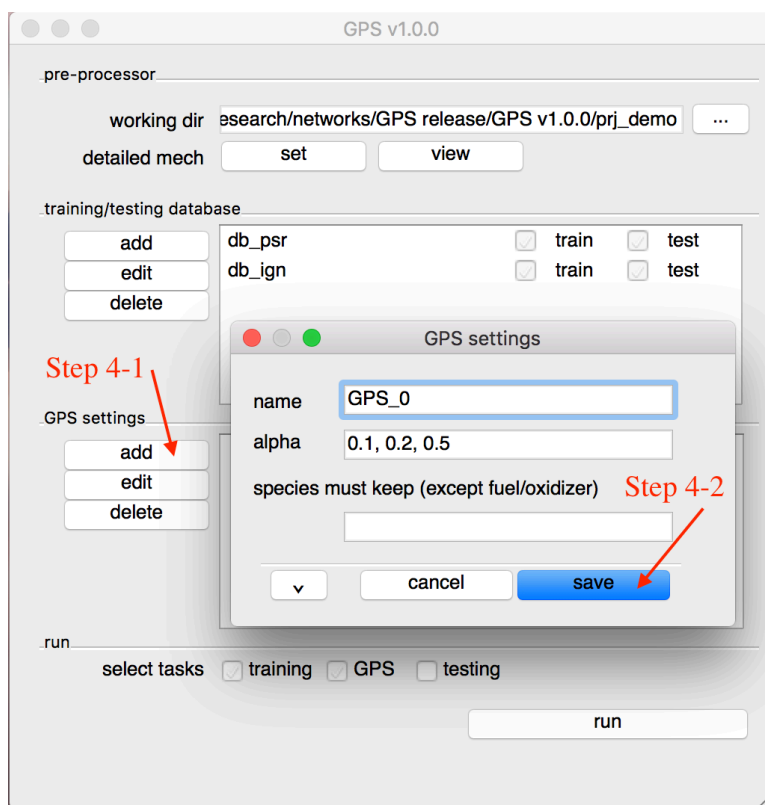 GPS v1.0.0
pre-processor
working dir esearch/networks/GPS release/GPS v1.0.0/prj_demo ...
detailed mech set view
training/testing database
add db_psr train test
edit db_ign train test
delete
GPS settings
Step 4-1
name GPS_0
GPS settings
alpha 0.1, 0.2, 0.5
add
edit species must keep (except fuel/oxidizer) Step 4-2
delete
v cancel save
run
select tasks training GPS testing
run